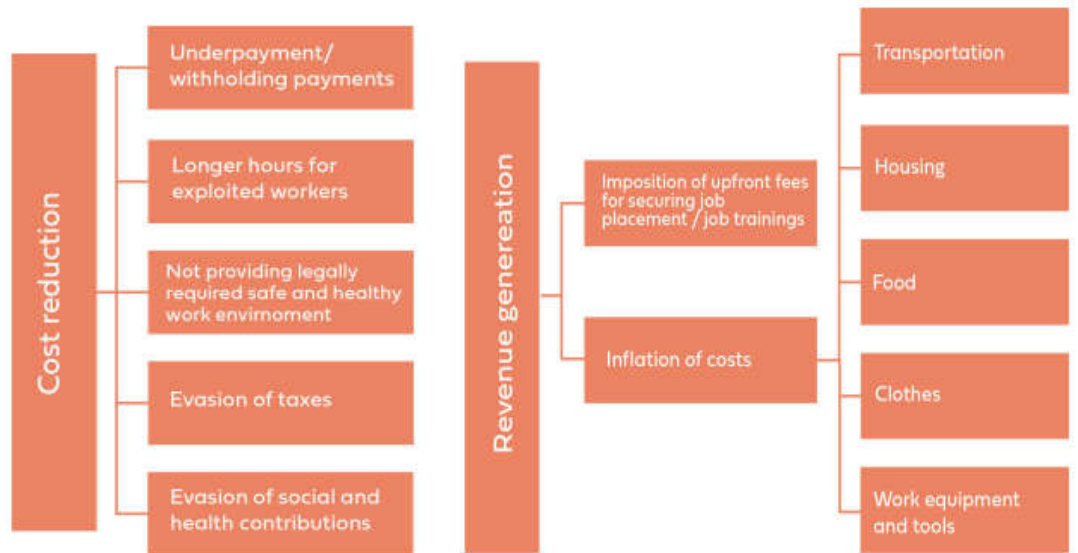 Cost reduction
Underpayment/
withholding payments
Longer hours for
exploited workers
Not providing legally
required safe and healthy
work envirnoment
Evasion of taxes
Evasion of social and
health contributions
Revenue genereation
Imposition of upfront fees
for securing job
placement / job trainings
Inflation of costs
Transportation
Housing
Food
Clothes
Work equipment
and tools